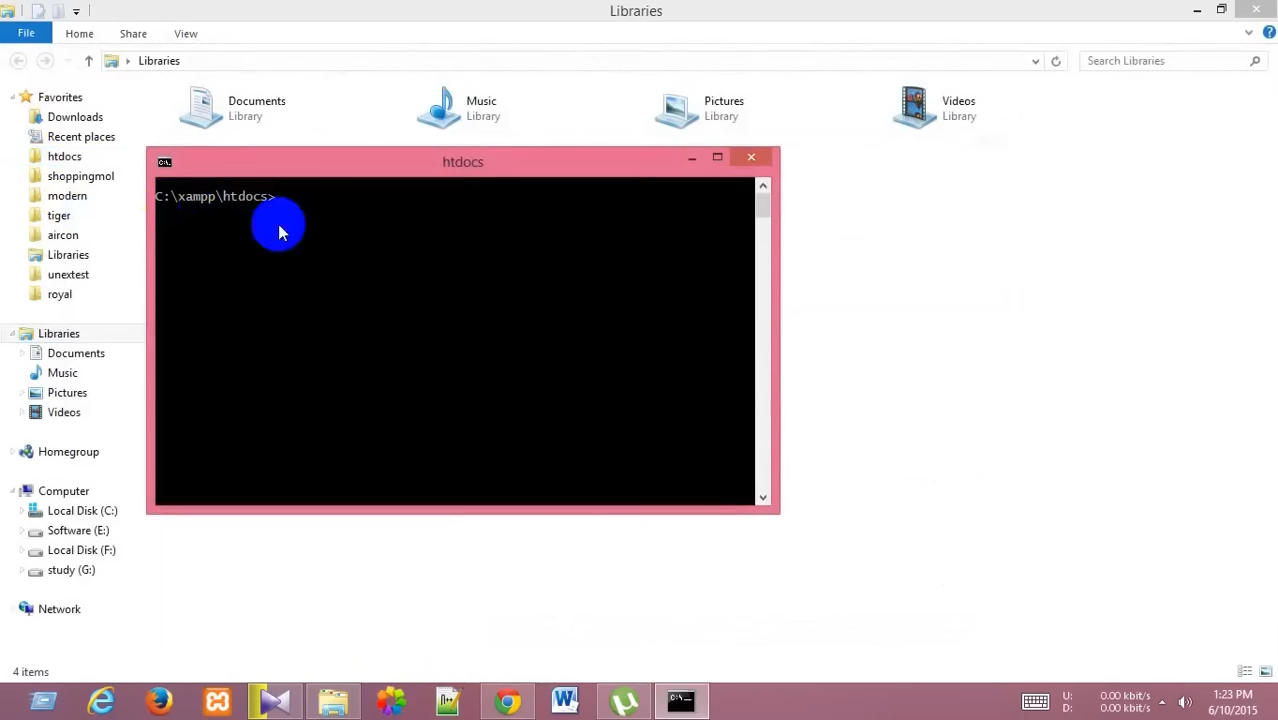 Libraries
File Home Share View
Libraries
Search Libraries
Favorites
Downloads
Recent places
htdocs
shoppingmol
modern
tiger
aircon
Libraries
unextest
royal
Libraries
Documents
Music
Pictures
Videos
Homegroup
Computer
Local Disk (C:)
Software (E:)
Local Disk (F:)
study (G:)
Network
Documents
Library
Music
Library
Pictures
Library
Videos
Library
htdocs
C:\xampp\htdocs>
4 items
U: 0.00 kbit/s
D: 0.00 kbit/s
1:23 PM
6/10/2015